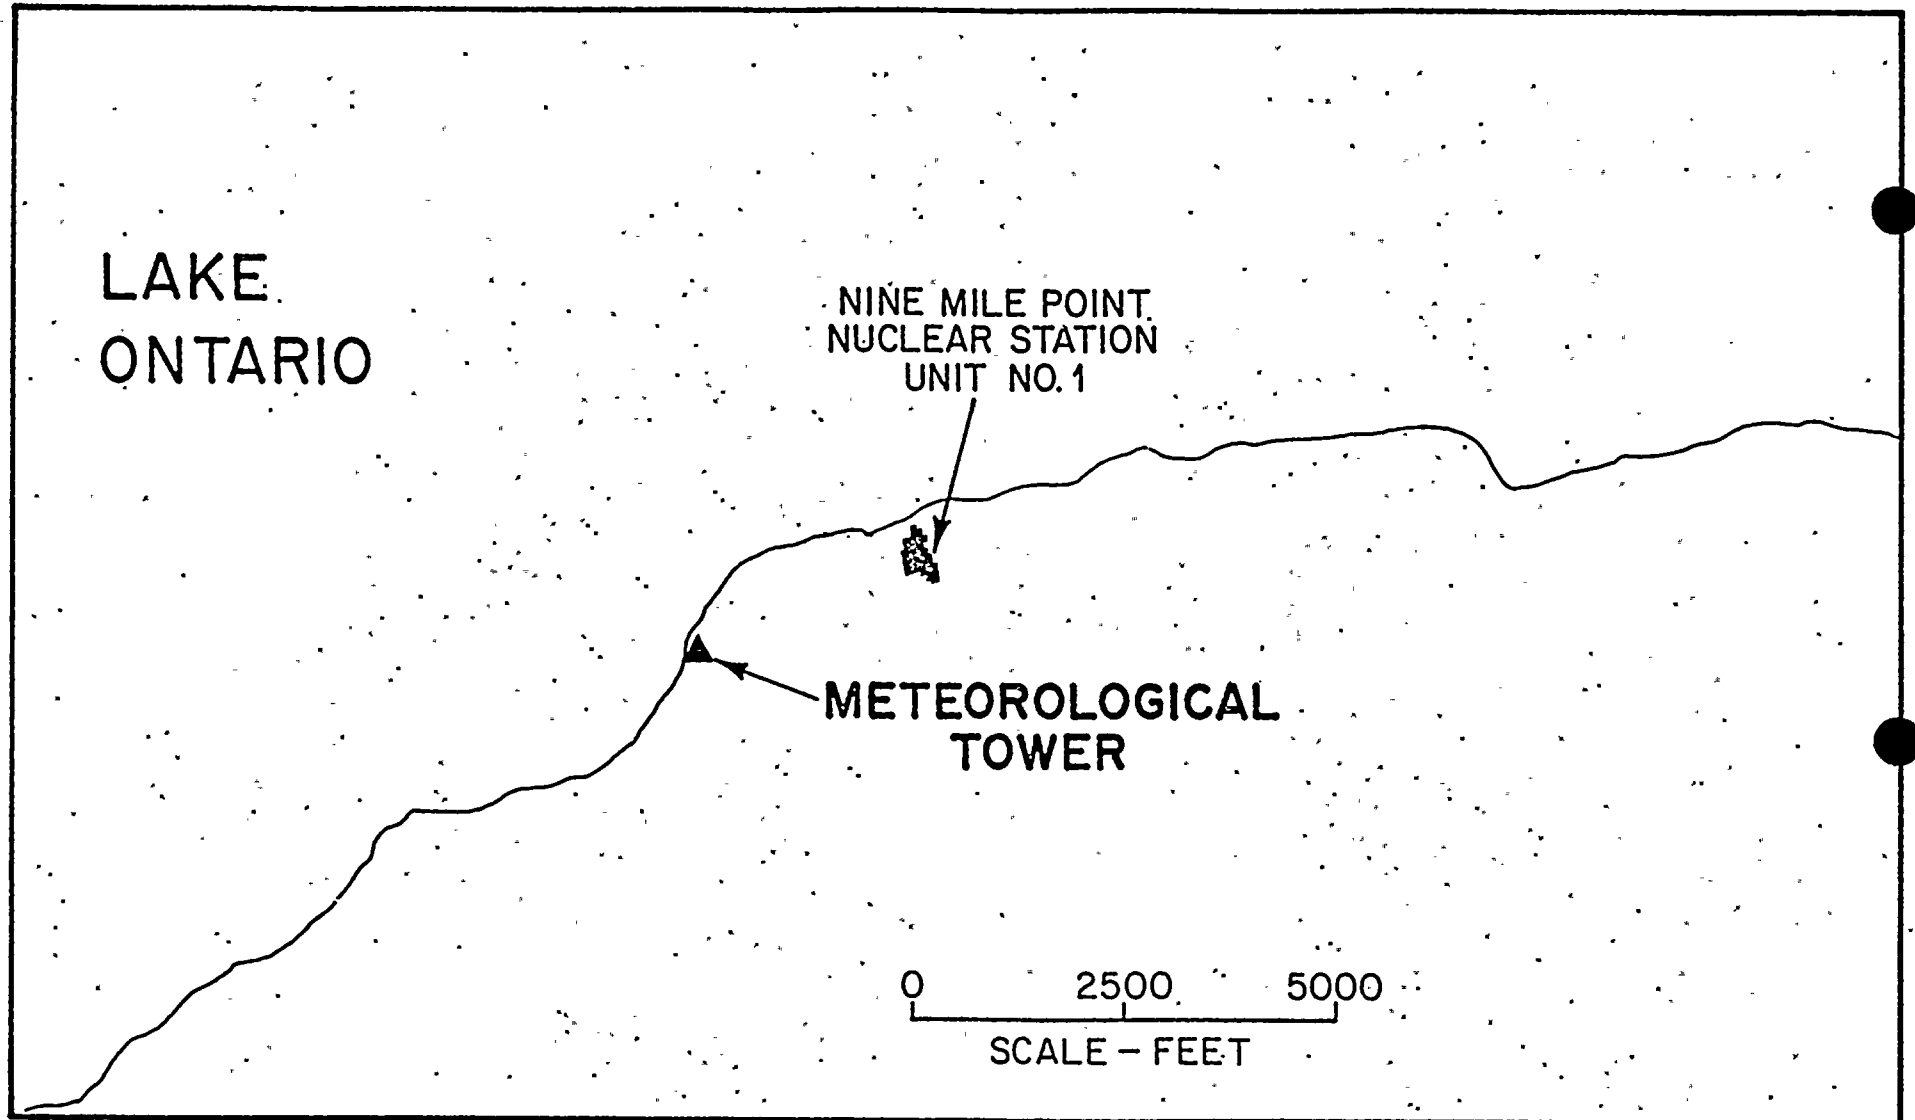 LAKE
ONTARIO
NINE MILE POINT
NUCLEAR STATION
UNIT NO. 1
METEOROLOGICAL
TOWER
0 2500 5000
SCALE - FEET